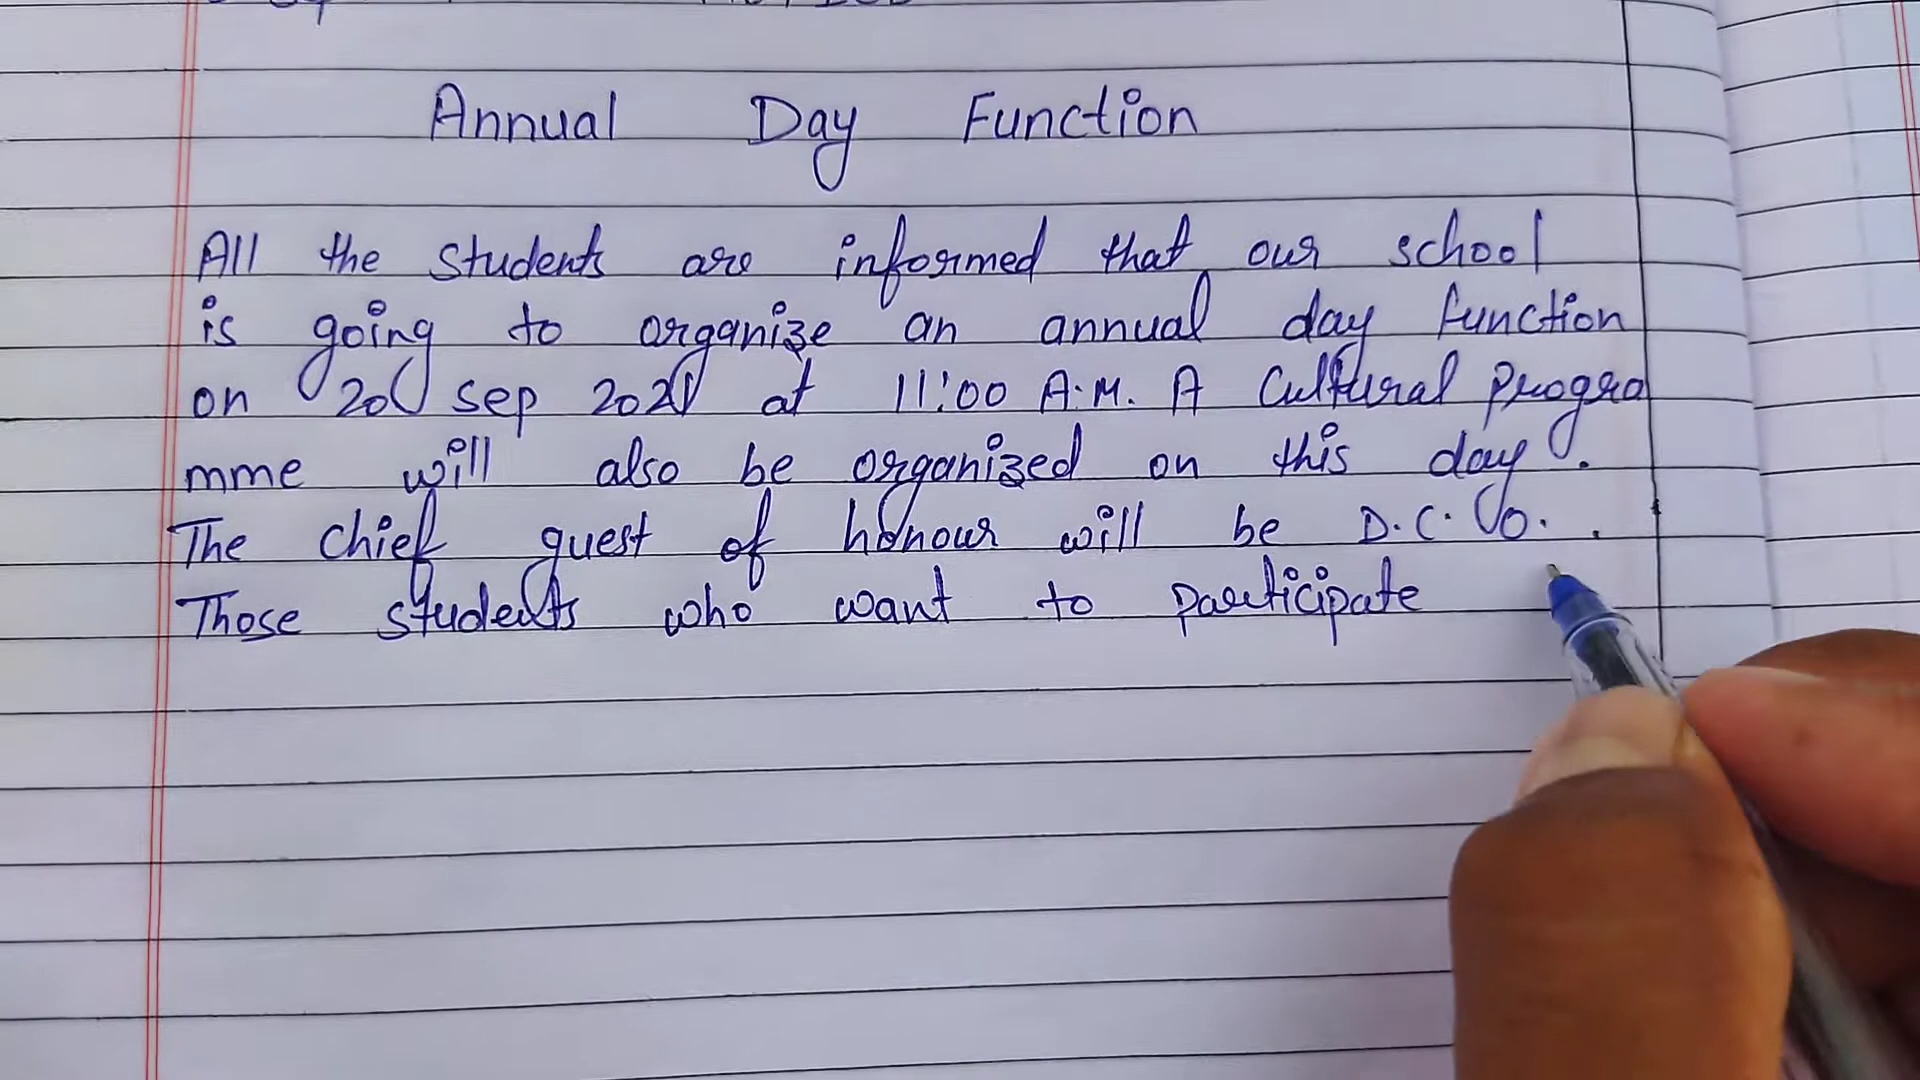 Annual Day Function
All the students are informed that our school
is going to organize an annual day function
on 20 sep 2021 at 11:00 A.M. A Cultural Progra
mme will also be organized on this day.
The chief guest of honour will be D.C.O. .
Those students who want to participate